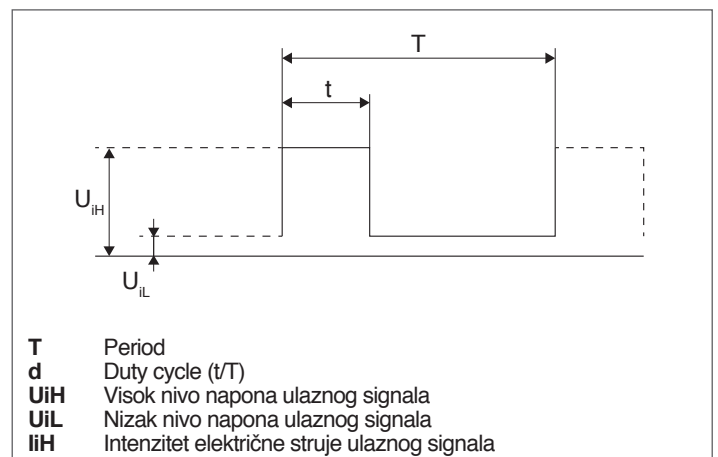 T
t
UiH
UiL
T Period
d Duty cycle (t/T)
UiH Visok nivo napona ulaznog signala
UiL Nizak nivo napona ulaznog signala
IiH Intenzitet električne struje ulaznog signala